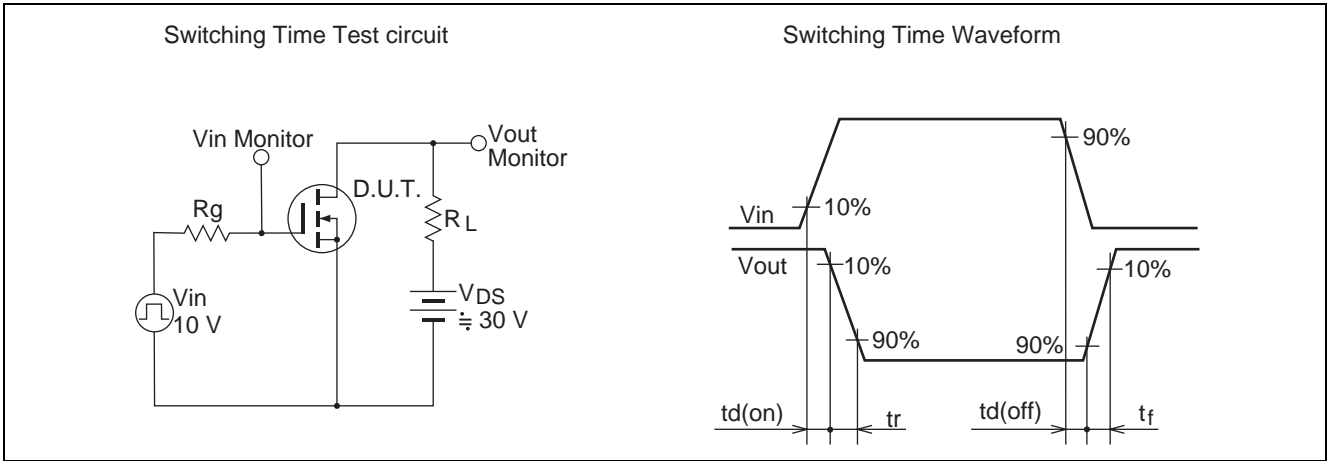 Switching Time Test circuit
Vin Monitor
Vout
Monitor
D.U.T.
Rg
RL
Vin
10 V
VDS
≒ 30 V
Switching Time Waveform
90%
10%
Vin
Vout
10%
10%
90%
90%
td(on)
tr
td(off)
tf